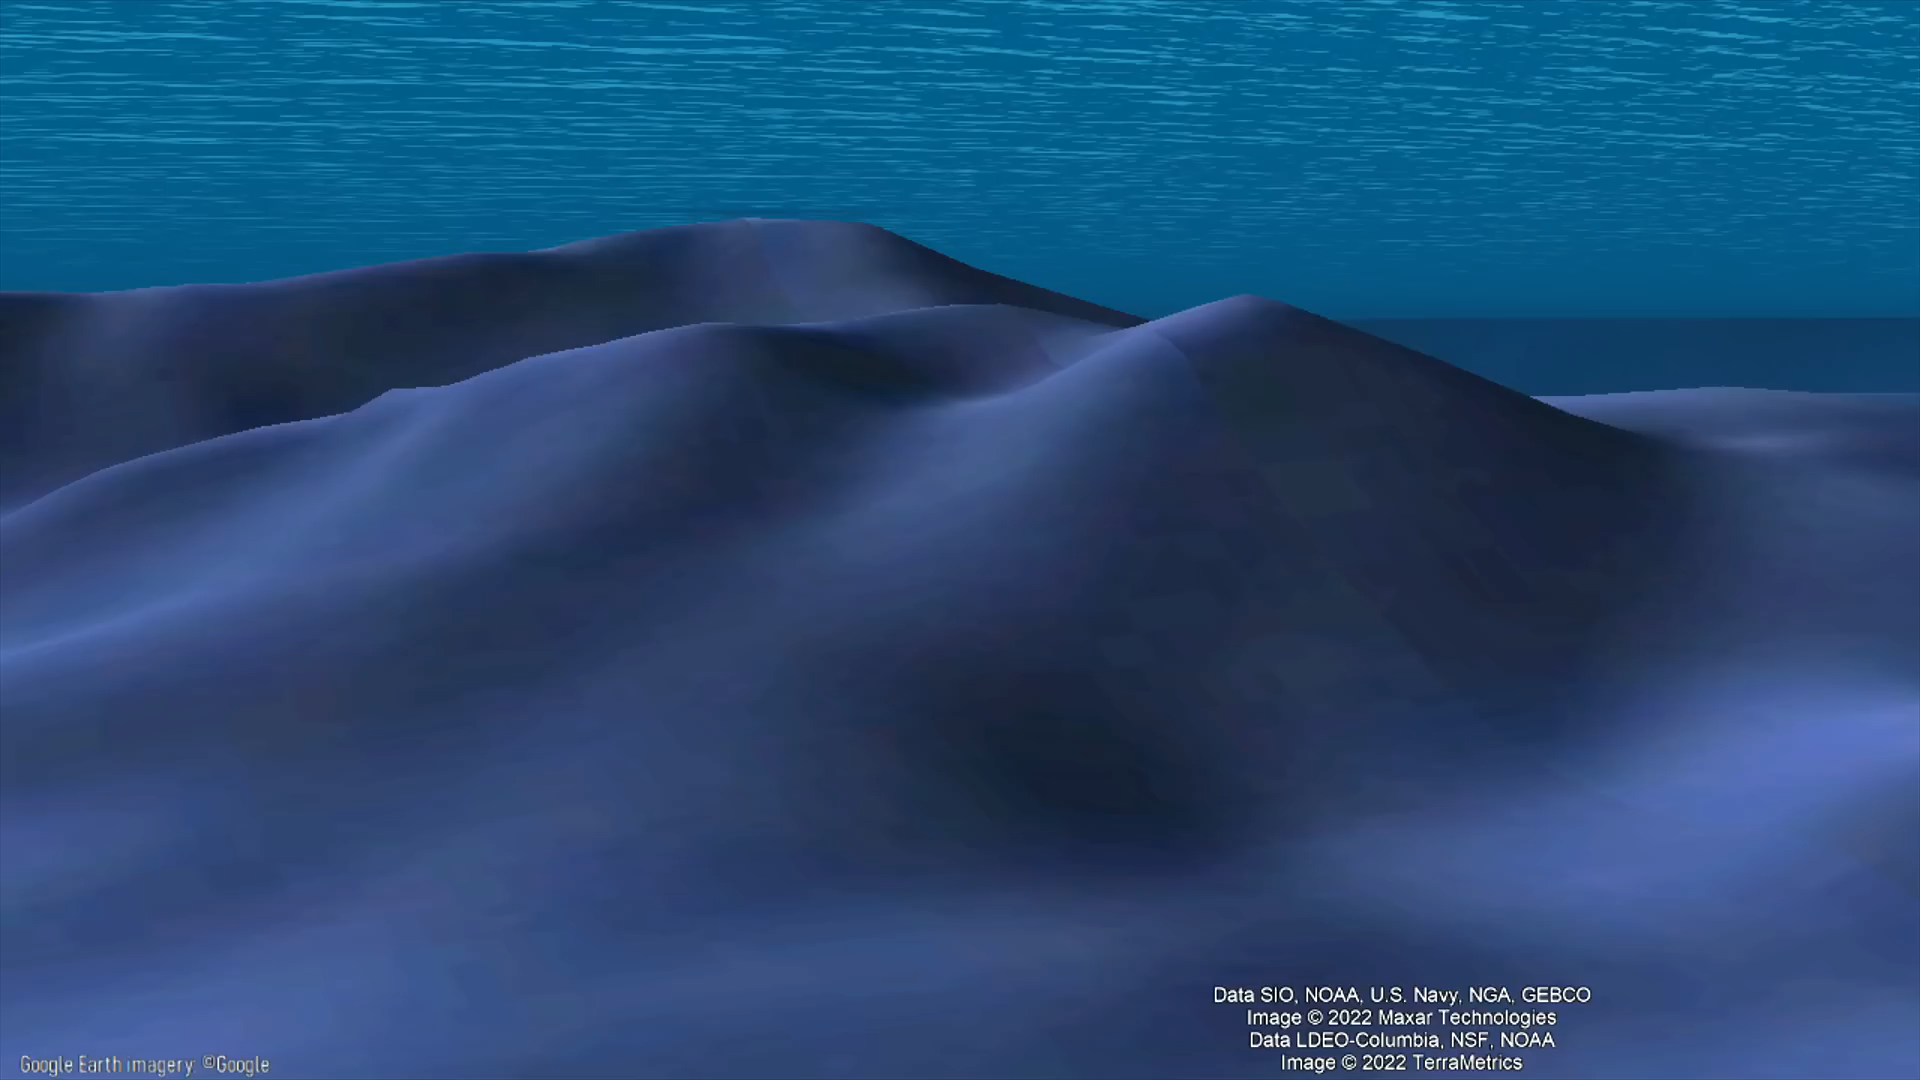 Data SIO, NOAA, U.S. Navy, NGA, GEBCO
Image © 2022 Maxar Technologies
Data LDEO-Columbia, NSF, NOAA
Image © 2022 TerraMetrics
Google Earth imagery: ©Google